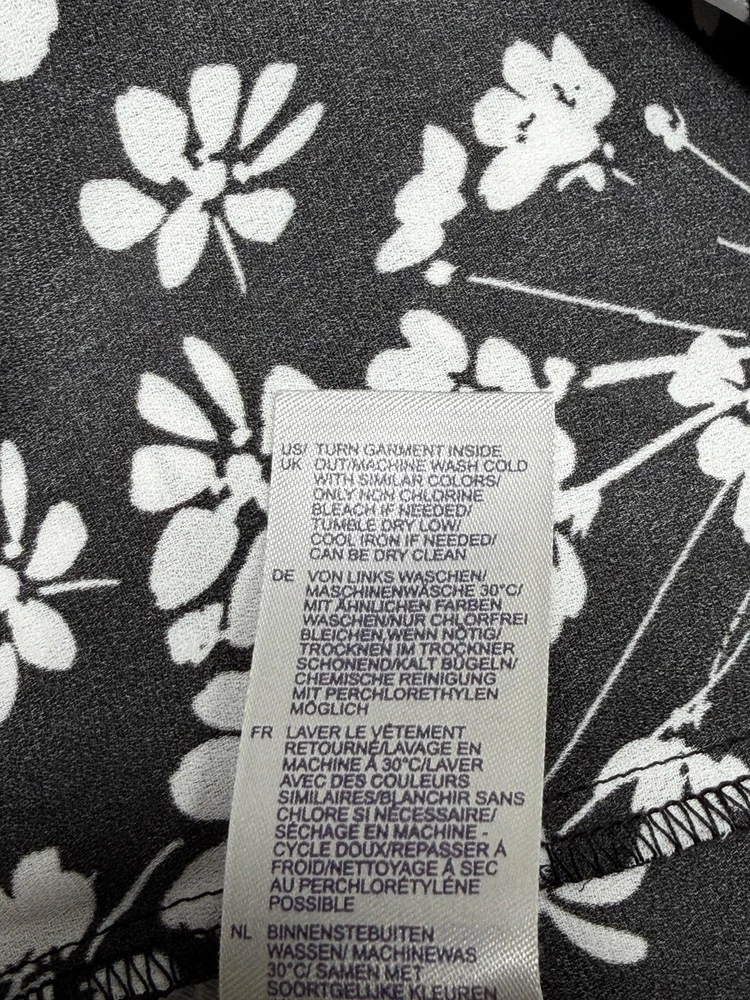 US/ TURN GARMENT INSIDE
UK OUT/MACHINE WASH COLD
WITH SIMILAR COLORS/
ONLY NON CHLORINE
BLEACH IF NEEDED/
TUMBLE DRY LOW/
COOL IRON IF NEEDED/
CAN BE DRY CLEAN
DE VON LINKS WASCHEN/
MASCHINENWÄSCHE 30°C/
MIT ÄHNLICHEN FARBEN
WASCHEN/NUR CHLORFREI
BLEICHEN,WENN NÖTIG/
TROCKNEN IM TROCKNER
SCHONEND/KALT BÜGELN/
CHEMISCHE REINIGUNG
MIT PERCHLORETHYLEN
MÖGLICH
FR LAVER LE VÊTEMENT
RETOURNÉ/LAVAGE EN
MACHINE À 30°C/LAVER
AVEC DES COULEURS
SIMILAIRES/BLANCHIR SANS
CHLORE SI NÉCESSAIRE/
SÉCHAGE EN MACHINE -
CYCLE DOUX/REPASSER À
FROID/NETTOYAGE À SEC
AU PERCHLORÉTYLÈNE
POSSIBLE
NL BINNENSTEBUITEN
WASSEN/ MACHINEWAS
30°C/ SAMEN MET
SOORTGELIJKE KLEUREN